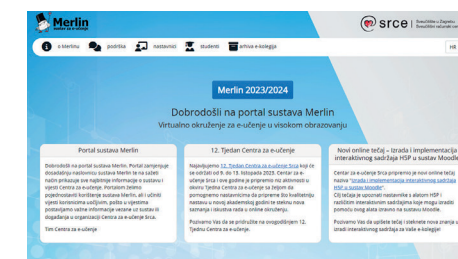 Merlin
sustav za e-učenje
srce
Sveučilište u Zagrebu
Sveučilišni računski centar
o Merlinu
podrška
nastavnici
studenti
arhiva e-kolegija
HR
Merlin 2023/2024
Dobrodošli na portal sustava Merlin
Virtualno okruženje za e-učenje u visokom obrazovanju
Portal sustava Merlin
Dobrodošli na portal sustava Merlin. Portal zamjenjuje
dosadašnju naslovnicu sustava Merlin te na sažeti
način prikazuje sve najbitnije informacije o sustavu i
vijesti Centra za e-učenje. Portalom želimo
pojednostaviti korištenje sustava Merlin, ali i učiniti
vijesti korisnicima uočljivim, pošto u vijestima
postavljamo važne informacije vezane uz sustav ili
događanja u organizaciji Centra za e-učenje Srca.
Tim Centra za e-učenje
12. Tjedan Centra za e-učenje
Najavljujemo 12. Tjedan Centra za e-učenje Srca koji će
se održati od 9. do 13. listopada 2023. Centar za e-
učenje Srca i ove godine je pripremio niz aktivnosti u
okviru Tjedna Centra za e-učenje sa željom da
pomognemo nastavnicima da pripreme što kvalitetniju
nastavu u novoj akademskoj godini te steknu nova
saznanja i iskustva rada u online okruženju.
Pozivamo Vas da se pridružite na ovogodišnjem 12.
Tjednu Centra za e-učenje.
Novi online tečaj – Izrada i implementacija
interaktivnog sadržaja H5P u sustav Moodle
Centar za e-učenje Srca pripremio je novi online tečaj
naziva "Izrada i implementacija interaktivnog sadržaja
H5P u sustav Moodle".
Cilj tečaja je upoznati nastavnike s alatom H5P i
različitim interaktivnim sadržajima koje mogu izraditi
pomoću ovog alata izravno na sustavu Moodle.
Pozivamo Vas da upišete tečaj i steknete nova znanja u
izradi interaktivnog sadržaja za Vaše e-kolegije!